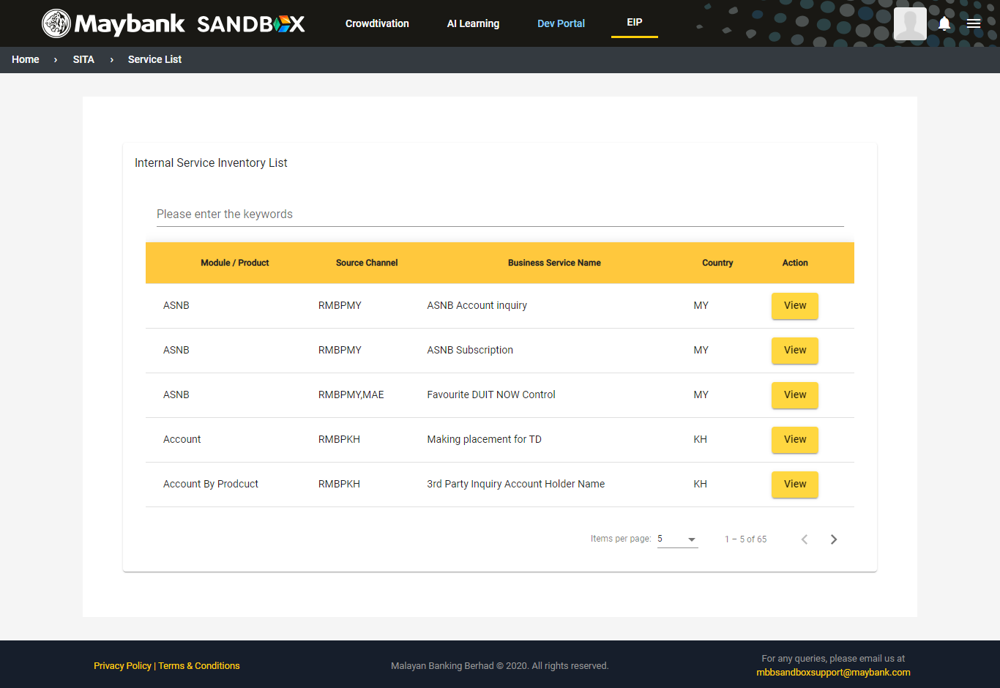 Maybank SANDBOX Crowdtivation AI Learning Dev Portal EIP
Home › SITA › Service List
Internal Service Inventory List
Please enter the keywords
Module / Product Source Channel Business Service Name Country Action
ASNB RMBPMY ASNB Account inquiry MY View
ASNB RMBPMY ASNB Subscription MY View
ASNB RMBPMY,MAE Favourite DUIT NOW Control MY View
Account RMBPKH Making placement for TD KH View
Account By Prodcuct RMBPKH 3rd Party Inquiry Account Holder Name KH View
Items per page: 5 1 – 5 of 65
Privacy Policy | Terms & Conditions
Malayan Banking Berhad © 2020. All rights reserved.
For any queries, please email us at
mbbsandboxsupport@maybank.com